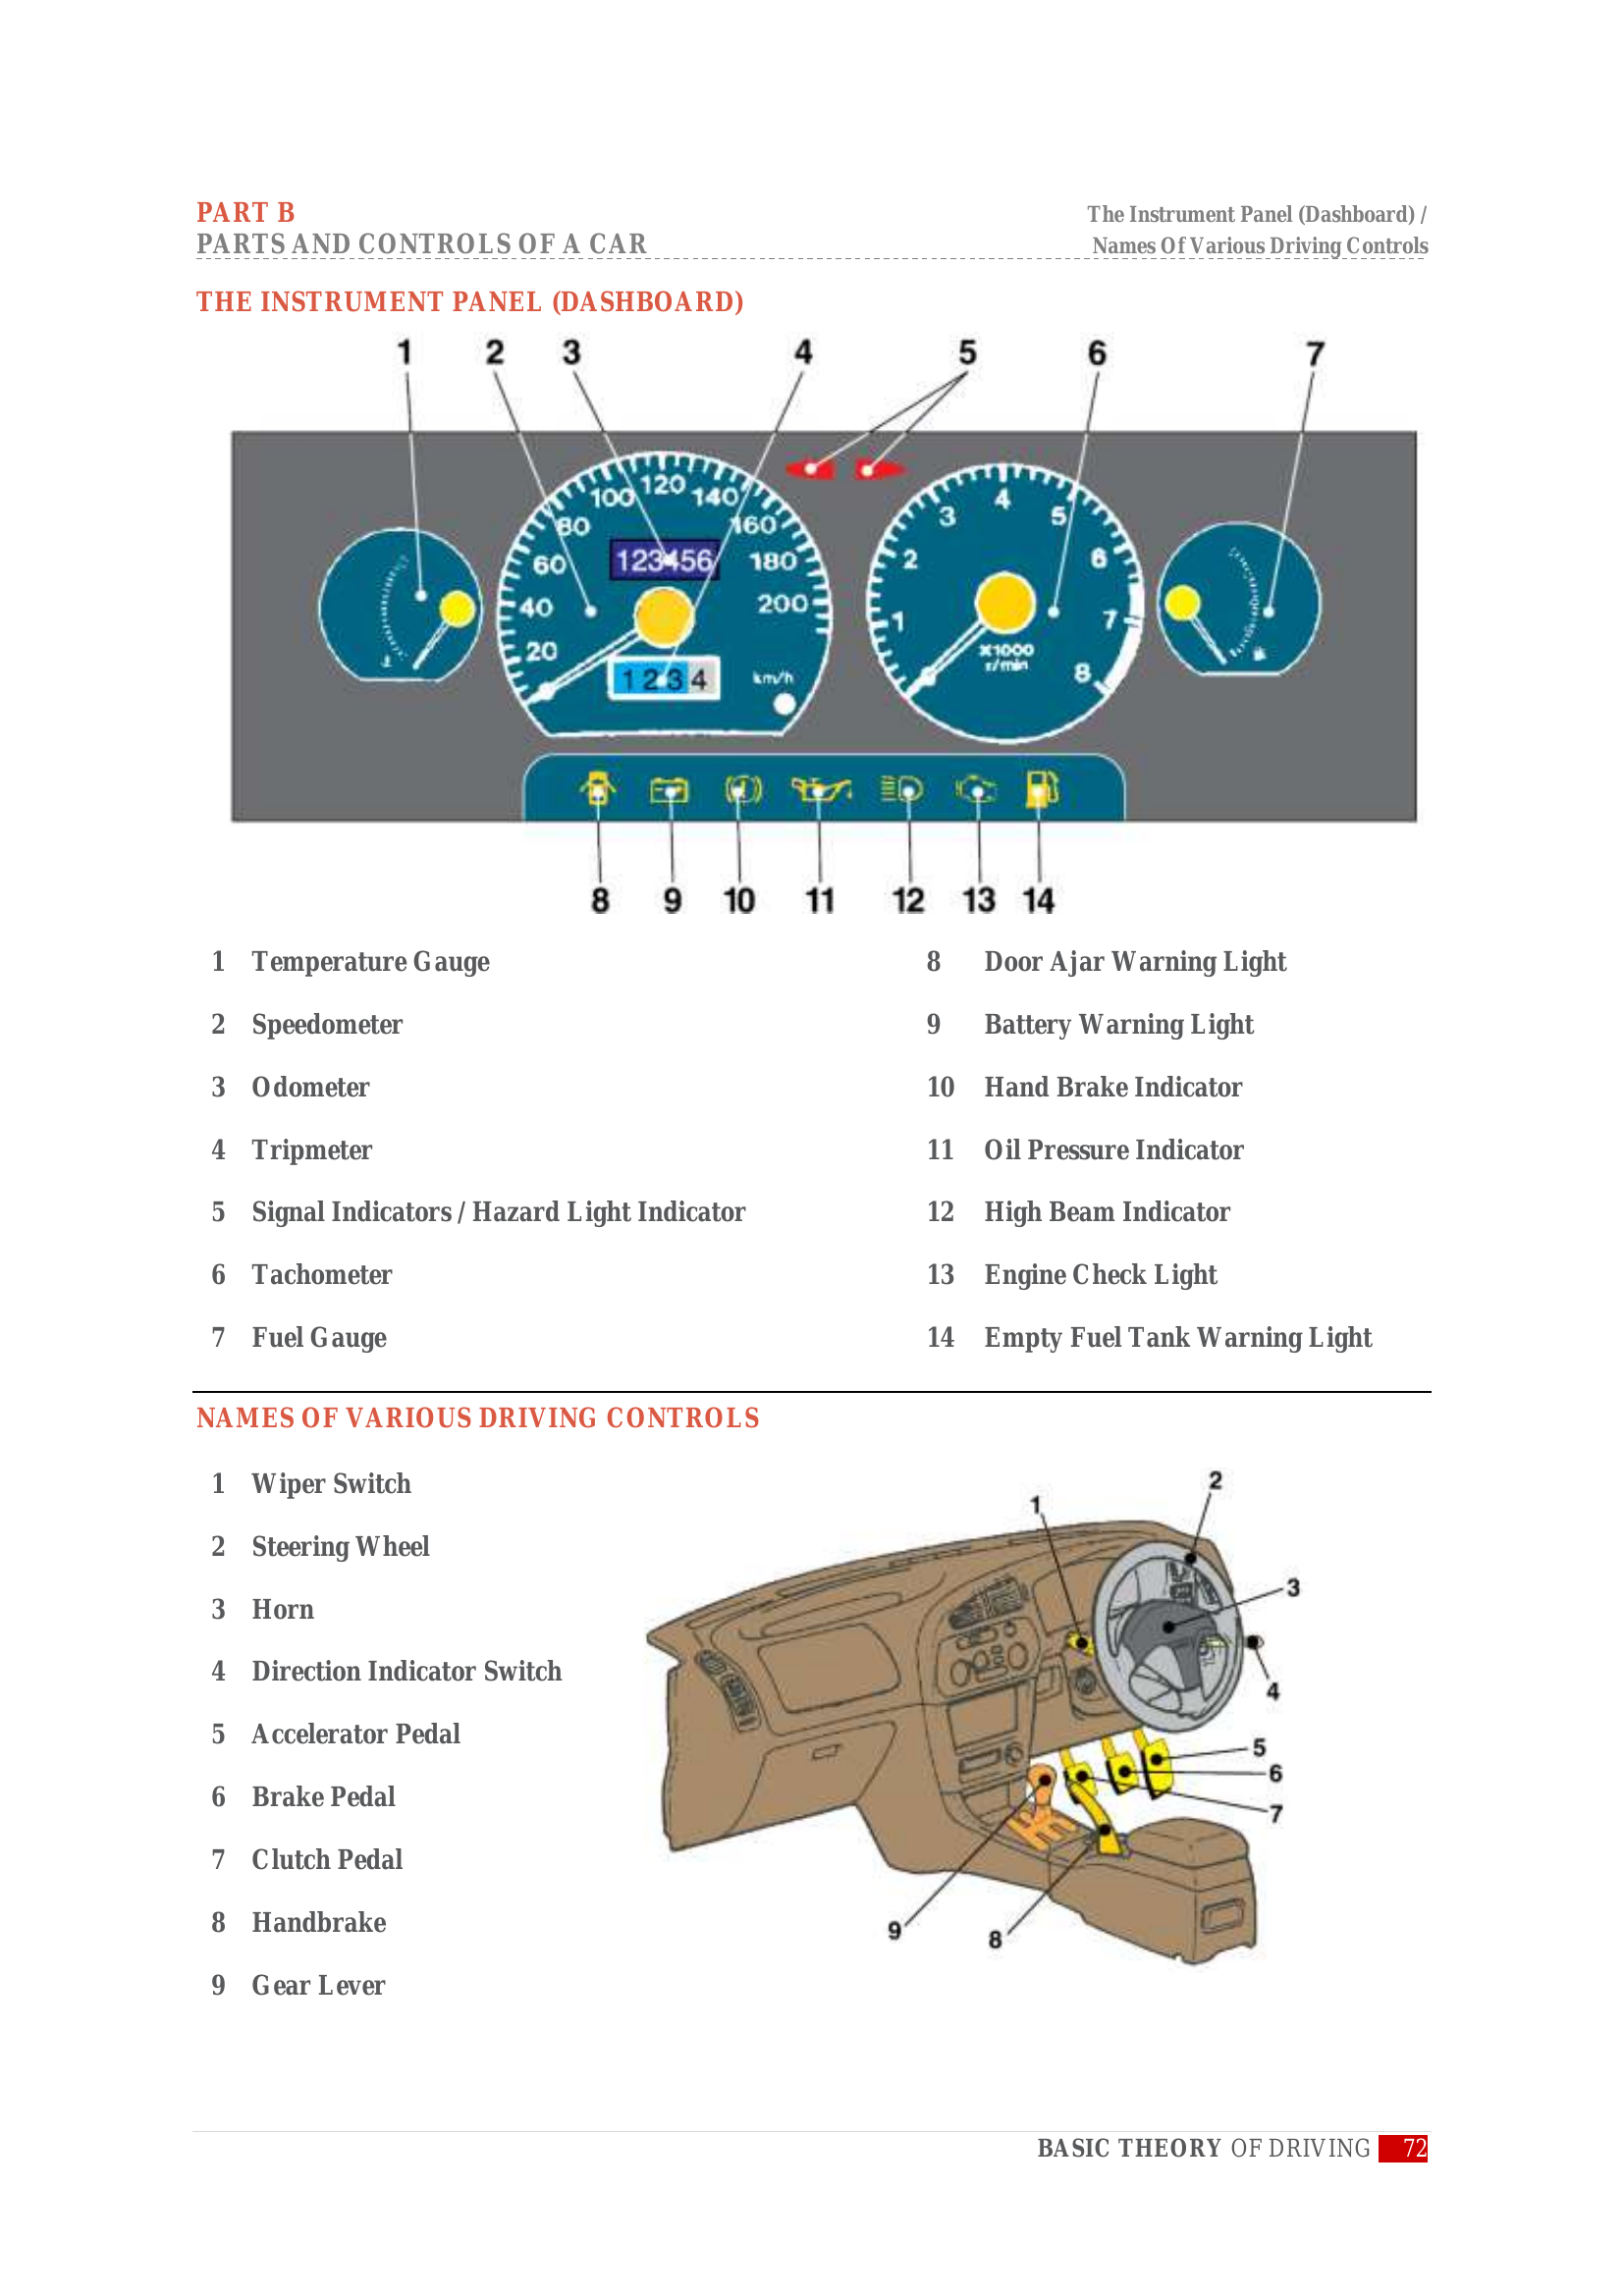 PART B
PARTS AND CONTROLS OF A CAR
The Instrument Panel (Dashboard) /
Names Of Various Driving Controls
THE INSTRUMENT PANEL (DASHBOARD)
1 2 3 4 5 6 7
20 40 60 80 100 120 140 160 180 200
123456
1 2 3 4
km/h
1 2 3 4 5 6 7 8
X1000
r/min
8 9 10 11 12 13 14
1 Temperature Gauge
2 Speedometer
3 Odometer
4 Tripmeter
5 Signal Indicators / Hazard Light Indicator
6 Tachometer
7 Fuel Gauge
8 Door Ajar Warning Light
9 Battery Warning Light
10 Hand Brake Indicator
11 Oil Pressure Indicator
12 High Beam Indicator
13 Engine Check Light
14 Empty Fuel Tank Warning Light
NAMES OF VARIOUS DRIVING CONTROLS
1 Wiper Switch
2 Steering Wheel
3 Horn
4 Direction Indicator Switch
5 Accelerator Pedal
6 Brake Pedal
7 Clutch Pedal
8 Handbrake
9 Gear Lever
1
2
3
4
5
6
7
8
9
BASIC THEORY OF DRIVING 72